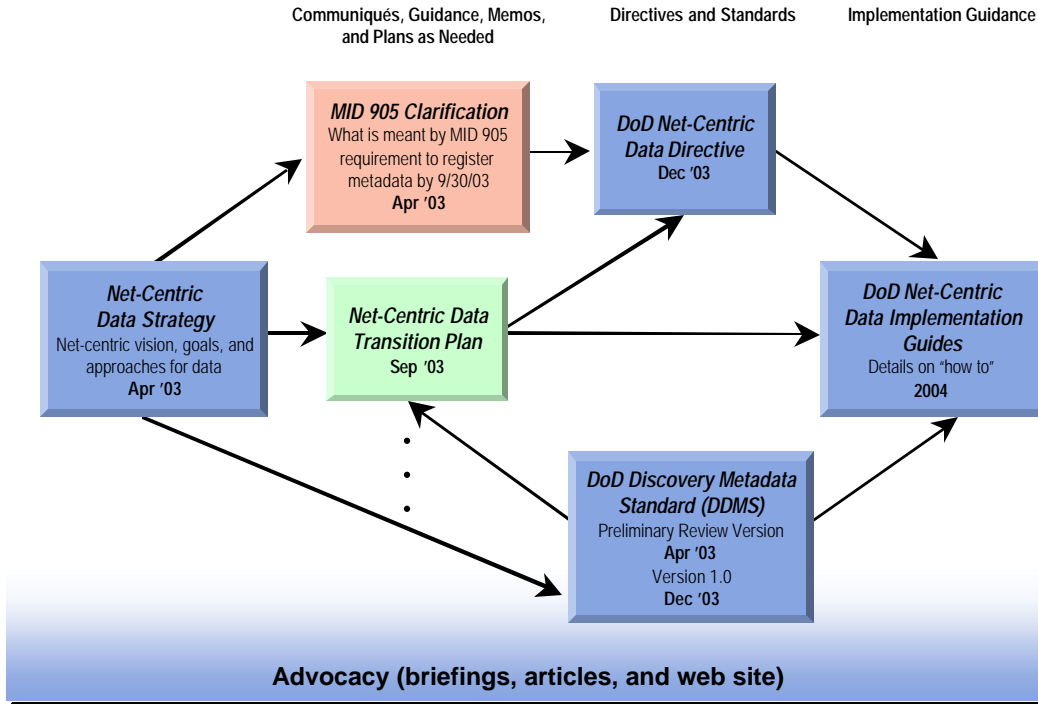 Communiqués, Guidance, Memos,
and Plans as Needed
Directives and Standards
Implementation Guidance
MID 905 Clarification
What is meant by MID 905
requirement to register
metadata by 9/30/03
Apr ’03
DoD Net-Centric
Data Directive
Dec ’03
Net-Centric
Data Strategy
Net-centric vision, goals, and
approaches for data
Apr ’03
Net-Centric Data
Transition Plan
Sep ’03
DoD Net-Centric
Data Implementation
Guides
Details on “how to”
2004
DoD Discovery Metadata
Standard (DDMS)
Preliminary Review Version
Apr ’03
Version 1.0
Dec ’03
Advocacy (briefings, articles, and web site)